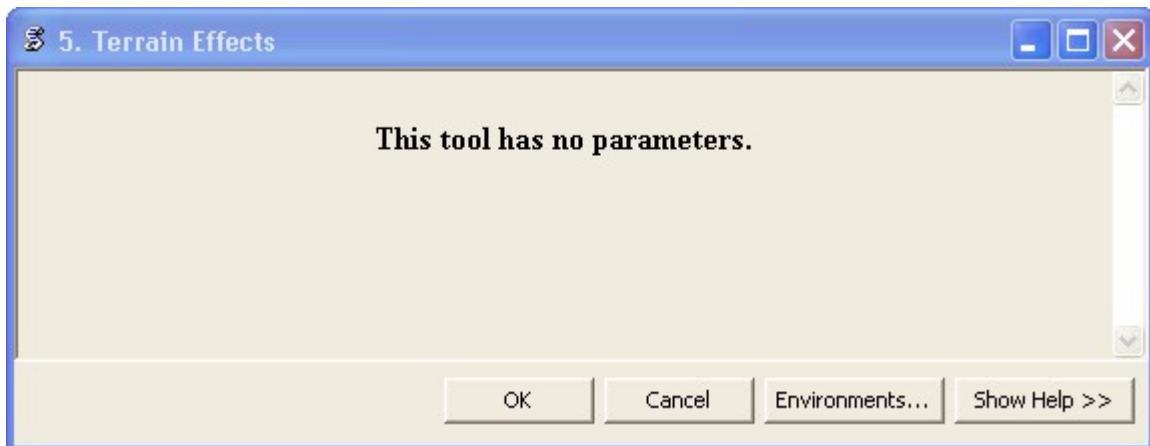 5. Terrain Effects
This tool has no parameters.
OK Cancel Environments... Show Help >>